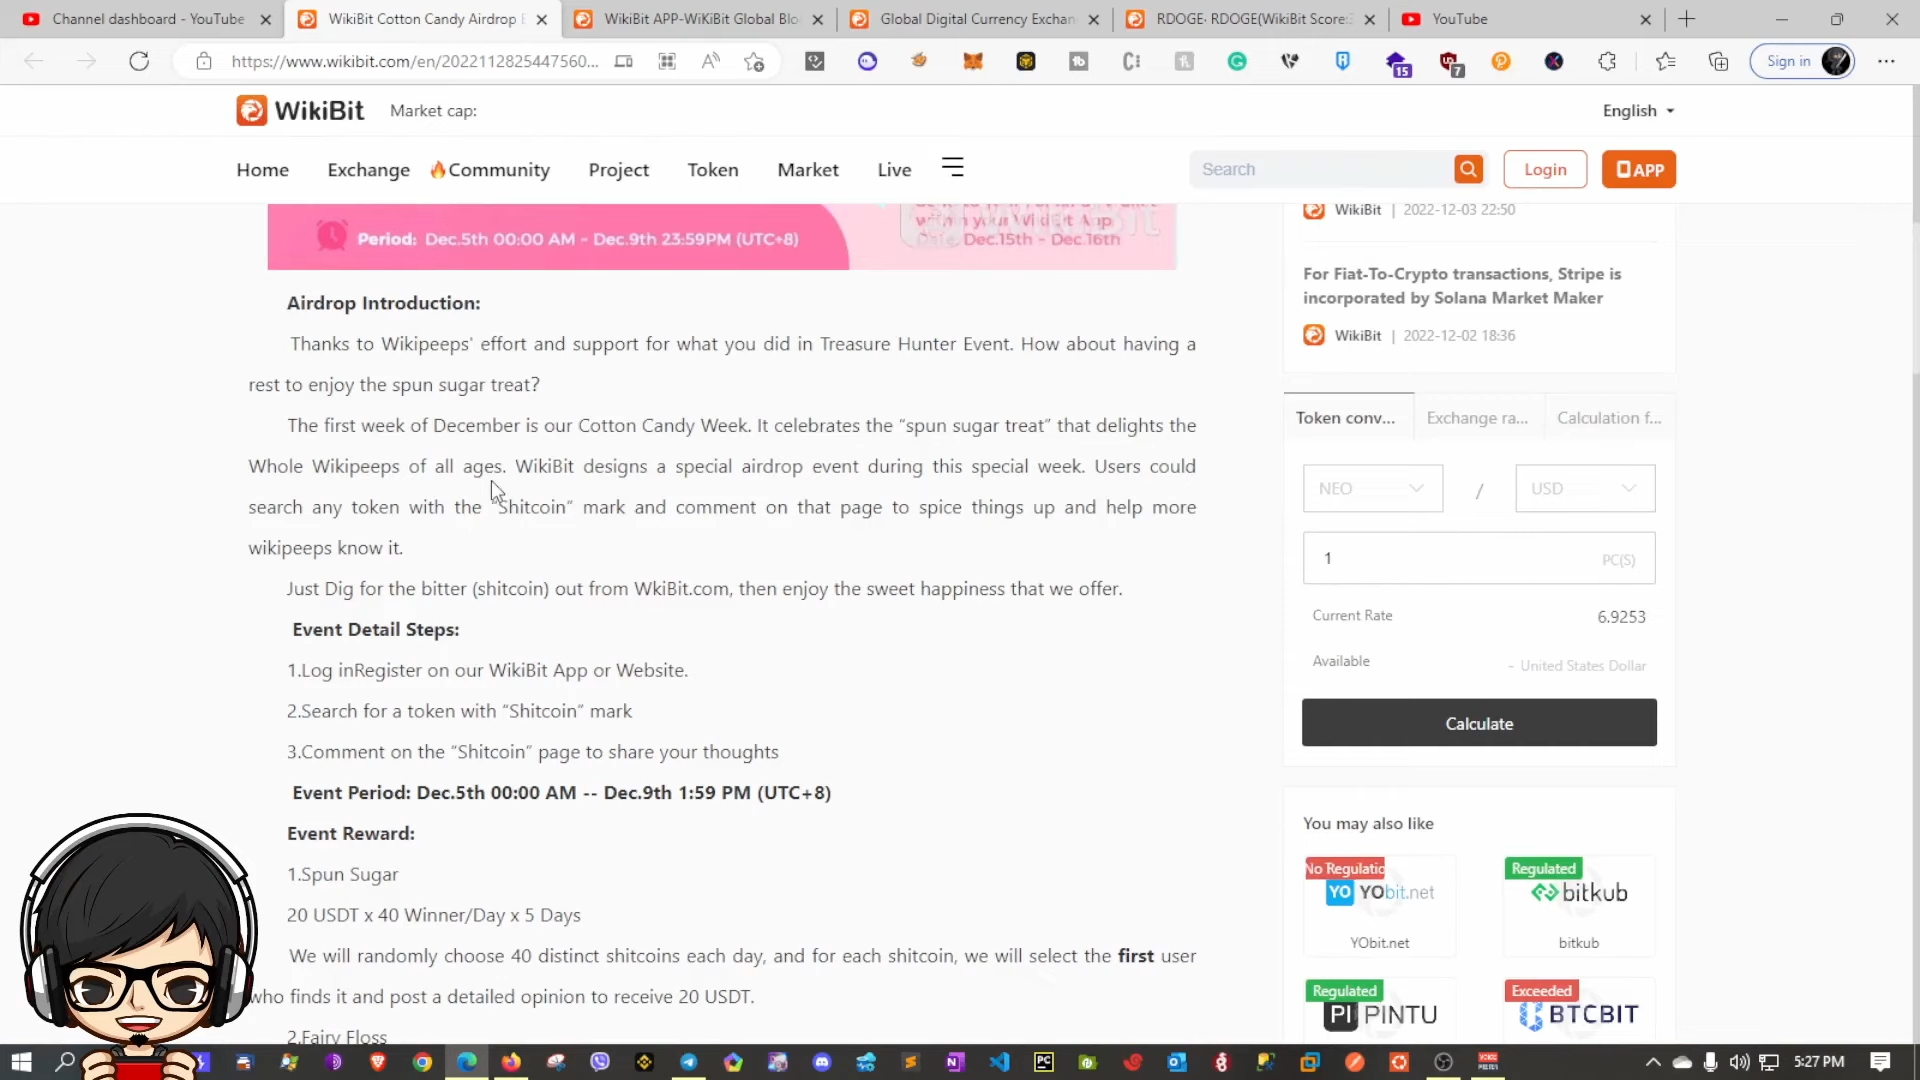 Channel dashboard - YouTube
WikiBit Cotton Candy Airdrop E
WikiBit APP-WiKiBit Global Blo
Global Digital Currency Exchan
RDOGE· RDOGE(WikiBit Score:
YouTube
https://www.wikibit.com/en/2022112825447560...
15
7
Sign in
WikiBit
Market cap:
English
Home
Exchange
Community
Project
Token
Market
Live
Search
Login
APP
Period: Dec.5th 00:00 AM - Dec.9th 23:59PM (UTC+8)
within your WikiBit App
Date: Dec.15th - Dec.16th
WikiBit | 2022-12-03 22:50
For Fiat-To-Crypto transactions, Stripe is
incorporated by Solana Market Maker
WikiBit | 2022-12-02 18:36
Airdrop Introduction:
Thanks to Wikipeeps' effort and support for what you did in Treasure Hunter Event. How about having a
rest to enjoy the spun sugar treat?
The first week of December is our Cotton Candy Week. It celebrates the “spun sugar treat” that delights the
Whole Wikipeeps of all ages. WikiBit designs a special airdrop event during this special week. Users could
search any token with the “Shitcoin” mark and comment on that page to spice things up and help more
wikipeeps know it.
Just Dig for the bitter (shitcoin) out from WkiBit.com, then enjoy the sweet happiness that we offer.
Event Detail Steps:
1.Log inRegister on our WikiBit App or Website.
2.Search for a token with “Shitcoin” mark
3.Comment on the “Shitcoin” page to share your thoughts
Event Period: Dec.5th 00:00 AM -- Dec.9th 1:59 PM (UTC+8)
Event Reward:
1.Spun Sugar
20 USDT x 40 Winner/Day x 5 Days
We will randomly choose 40 distinct shitcoins each day, and for each shitcoin, we will select the first user
who finds it and post a detailed opinion to receive 20 USDT.
2.Fairy Floss
Token conv...
Exchange ra...
Calculation f...
NEO
/
USD
1
PC(S)
Current Rate
6.9253
Available
- United States Dollar
Calculate
You may also like
No Regulatio
YO YObit.net
YObit.net
Regulated
bitkub
bitkub
Regulated
PI PINTU
Exceeded
BTCBIT
5:27 PM